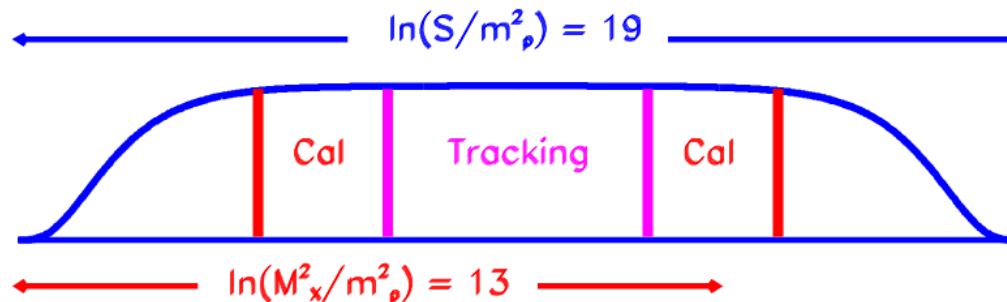 ln(S/m²ₚ) = 19
Cal Tracking Cal
ln(M²ₓ/m²ₚ) = 13